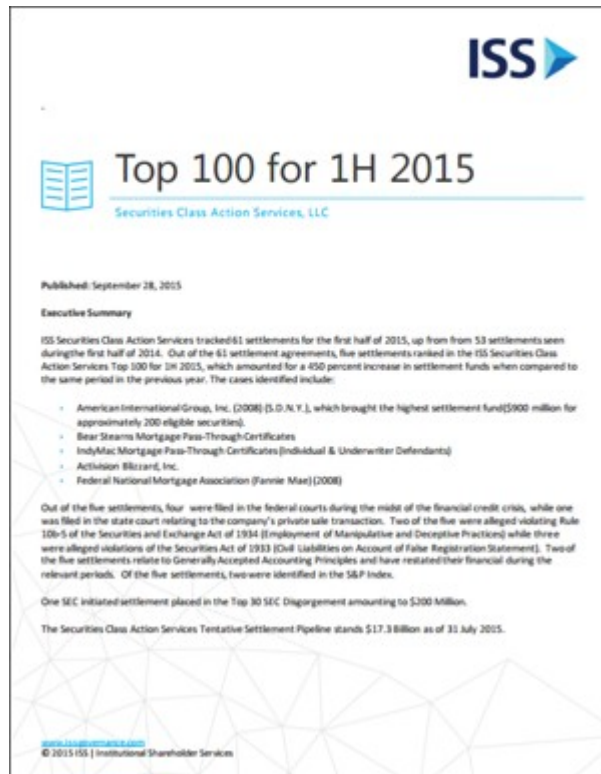 ISS
Top 100 for 1H 2015
Securities Class Action Services, LLC
Published: September 28, 2015
Executive Summary
ISS Securities Class Action Services tracked 61 settlements for the first half of 2015, up from from 53 settlements seen
duringthe first half of 2014. Out of the 61 settlement agreements, five settlements ranked in the ISS Securities Class
Action Services Top 100 for 1H 2015, which amounted for a 450 percent increase in settlement funds when compared to
the same period in the previous year. The cases identified include:
American International Group, Inc. (2008) (S.D.N.Y.), which brought the highest settlement fund($900 million for
approximately 200 eligible securities).
Bear Stearns Mortgage Pass-Through Certificates
IndyMac Mortgage Pass-Through Certificates (Individual & Underwriter Defendants)
Activision Blizzard, Inc.
Federal National Mortgage Association (Fannie Mae) (2008)
Out of the five settlements, four were filed in the federal courts during the midst of the financial credit crisis, while one
was filed in the state court relating to the company's private sale transaction. Two of the five were alleged violating Rule
10b-5 of the Securities and Exchange Act of 1934 (Employment of Manipulative and Deceptive Practices) while three
were alleged violations of the Securities Act of 1933 (Civil Liabilities on Account of False Registration Statement). Two of
the five settlements relate to Generally Accepted Accounting Principles and have restated their financial during the
relevant periods. Of the five settlements, two were identified in the S&P Index.
One SEC initiated settlement placed in the Top 30 SEC Disgorgement amounting to $200 Million.
The Securities Class Action Services Tentative Settlement Pipeline stands $17.3 Billion as of 31 July 2015.
www.issgovernance.com
© 2015 ISS | Institutional Shareholder Services